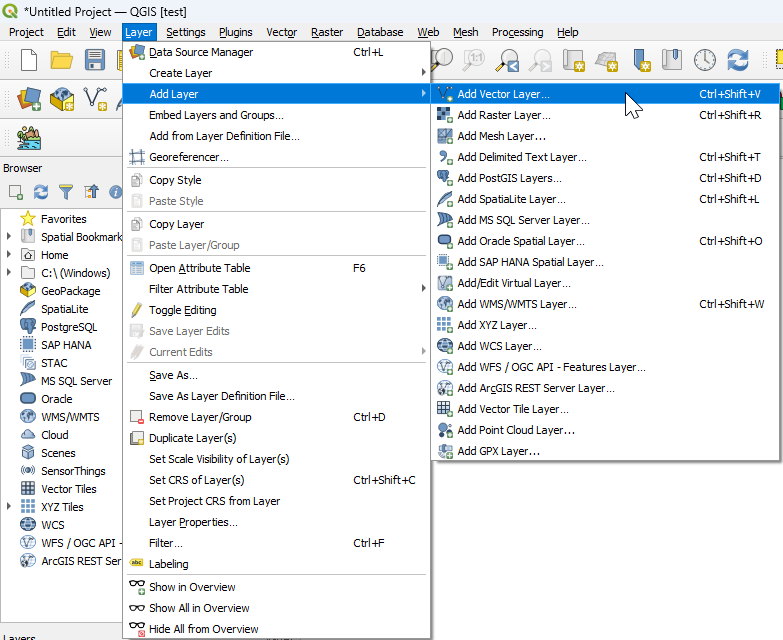 *Untitled Project — QGIS [test]
Project Edit View Layer Settings Plugins Vector Raster Database Web Mesh Processing Help
Data Source Manager Ctrl+L
Create Layer
Add Layer
Embed Layers and Groups...
Add from Layer Definition File...
Georeferencer...
Copy Style
Paste Style
Copy Layer
Paste Layer/Group
Open Attribute Table F6
Filter Attribute Table
Toggle Editing
Save Layer Edits
Current Edits
Save As...
Save As Layer Definition File...
Remove Layer/Group Ctrl+D
Duplicate Layer(s)
Set Scale Visibility of Layer(s)
Set CRS of Layer(s) Ctrl+Shift+C
Set Project CRS from Layer
Layer Properties...
Filter... Ctrl+F
abc Labeling
Show in Overview
Show All in Overview
Hide All from Overview
Add Vector Layer... Ctrl+Shift+V
Add Raster Layer... Ctrl+Shift+R
Add Mesh Layer...
Add Delimited Text Layer... Ctrl+Shift+T
Add PostGIS Layers... Ctrl+Shift+D
Add SpatiaLite Layer... Ctrl+Shift+L
Add MS SQL Server Layer...
Add Oracle Spatial Layer... Ctrl+Shift+O
Add SAP HANA Spatial Layer...
Add/Edit Virtual Layer...
Add WMS/WMTS Layer... Ctrl+Shift+W
Add XYZ Layer...
Add WCS Layer...
Add WFS / OGC API - Features Layer...
Add ArcGIS REST Server Layer...
Add Vector Tile Layer...
Add Point Cloud Layer...
Add GPX Layer...
1:1
Browser
Favorites
Spatial Bookmark
Home
C:\ (Windows)
GeoPackage
SpatiaLite
PostgreSQL
SAP HANA
STAC
MS SQL Server
Oracle
WMS/WMTS
Cloud
Scenes
SensorThings
Vector Tiles
XYZ Tiles
WCS
WFS / OGC API -
ArcGIS REST Ser
Layers